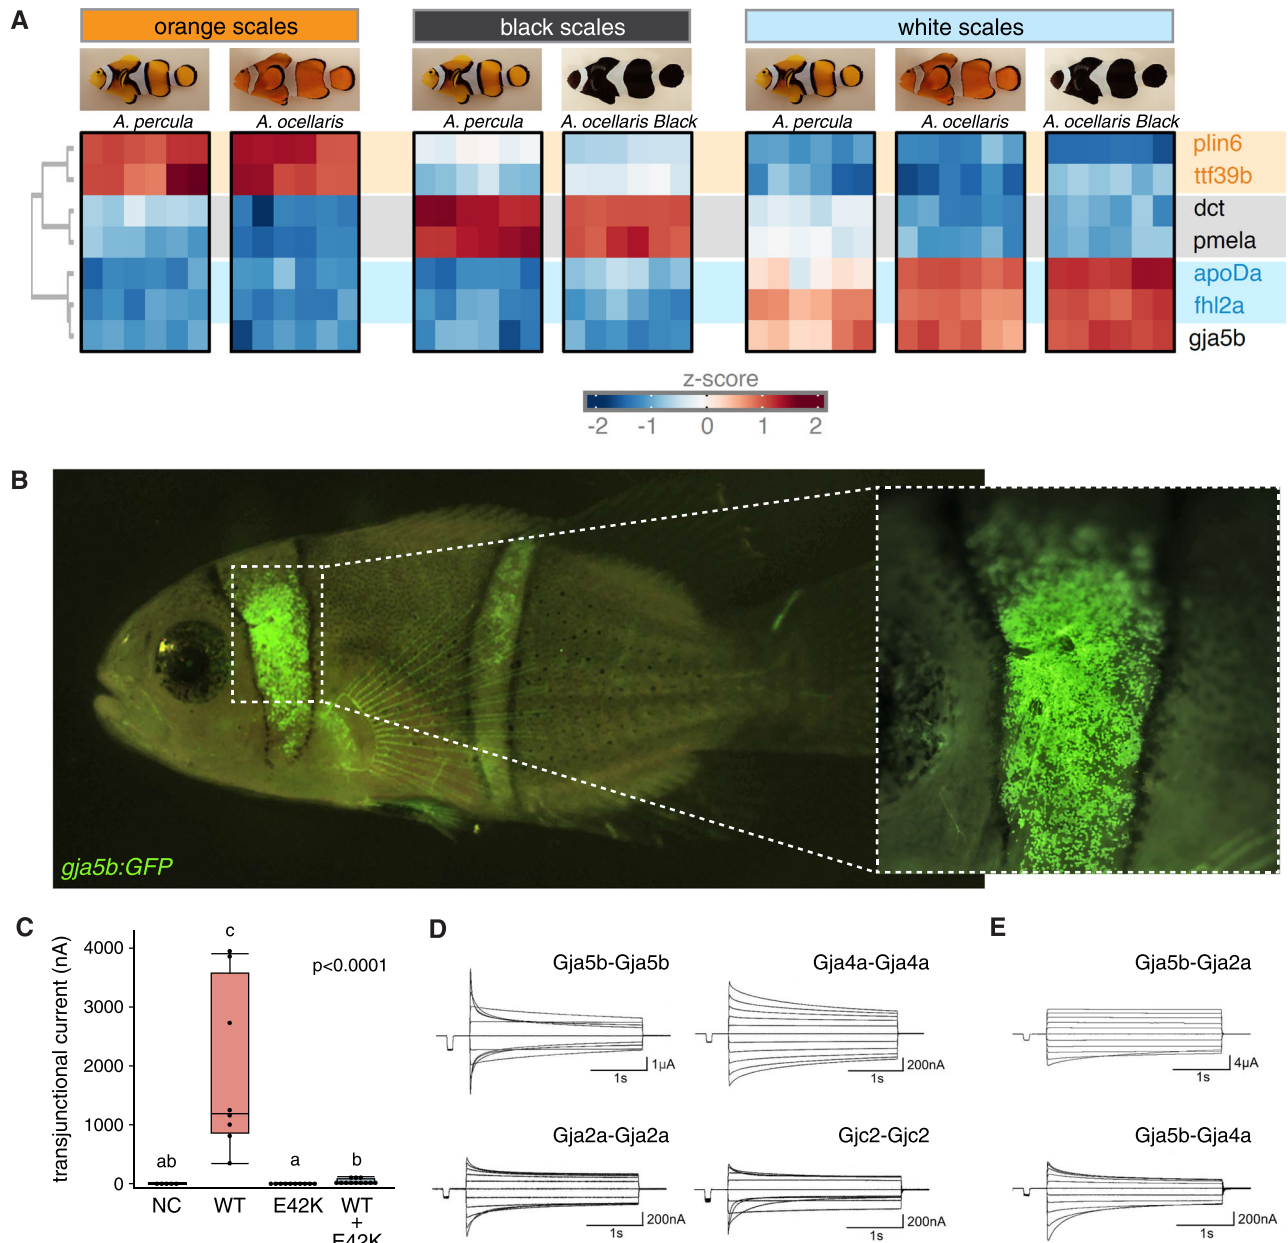 A
orange scales
black scales
white scales
A. percula
A. ocellaris
A. percula
A. ocellaris Black
A. percula
A. ocellaris
A. ocellaris Black
plin6
ttf39b
dct
pmela
apoDa
fhl2a
gja5b
z-score
-2 -1 0 1 2
B
gja5b:GFP
C
transjunctional current (nA)
4000
3000
2000
1000
0
c
p<0.0001
ab
a
b
NC
WT
E42K
WT
+
E42K
D
Gja5b-Gja5b
1µA
1s
Gja4a-Gja4a
200nA
1s
Gja2a-Gja2a
200nA
1s
Gjc2-Gjc2
200nA
1s
E
Gja5b-Gja2a
4µA
1s
Gja5b-Gja4a
200nA
1s